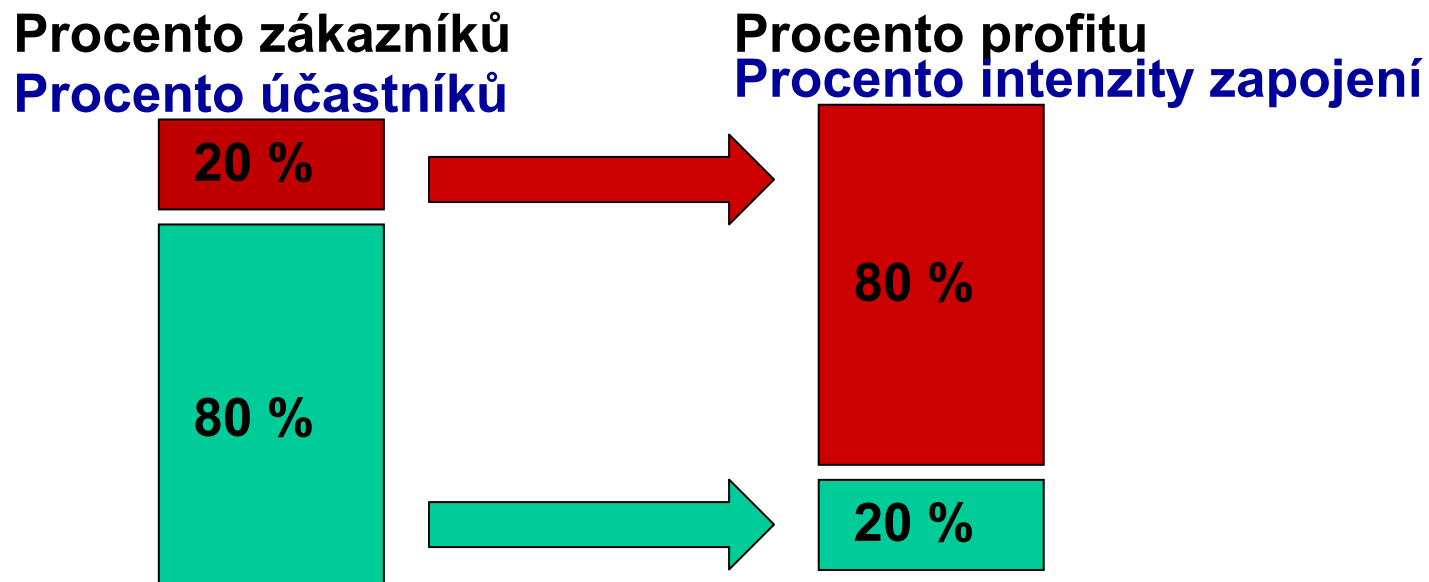 Procento zákazníků
Procento účastníků
20 %
80 %
Procento profitu
Procento intenzity zapojení
80 %
20 %